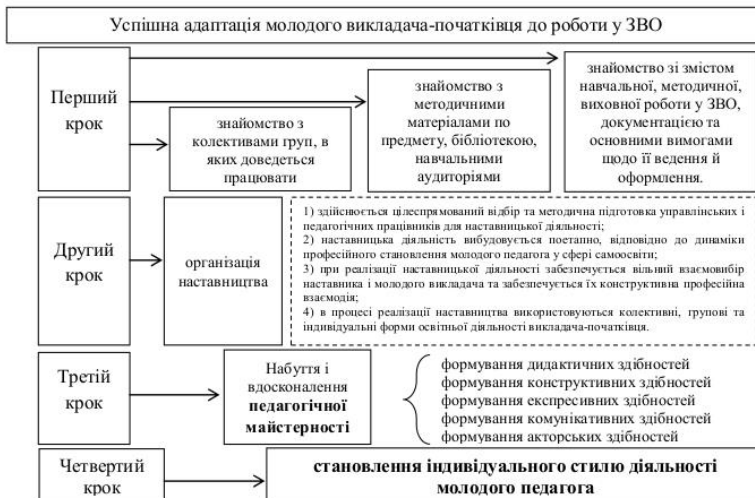 Успішна адаптація молодого викладача-початківця до роботи у ЗВО
Перший
крок
знайомство з
колективами груп, в
яких доведеться
працювати
знайомство з
методичними
матеріалами по
предмету, бібліотекою,
навчальними
аудиторіями
знайомство зі змістом
навчальної, методичної,
виховної роботи у ЗВО,
документацією та
основними вимогами
щодо її ведення й
оформлення.
Другий
крок
організація
наставництва
1) здійснюється цілеспрямований відбір та методична підготовка управлінських і
педагогічних працівників для наставницької діяльності;
2) наставницька діяльність вибудовується поетапно, відповідно до динаміки
професійного становлення молодого педагога у сфері самоосвіти;
3) при реалізації наставницької діяльності забезпечується вільний взаємовибір
наставника і молодого викладача та забезпечується їх конструктивна професійна
взаємодія;
4) в процесі реалізації наставництва використовуються колективні, групові та
індивідуальні форми освітньої діяльності викладача-початківця.
Третій
крок
Набуття і
вдосконалення
педагогічної
майстерності
формування дидактичних здібностей
формування конструктивних здібностей
формування експресивних здібностей
формування комунікативних здібностей
формування акторських здібностей
Четвертий
крок
становлення індивідуального стилю діяльності
молодого педагога